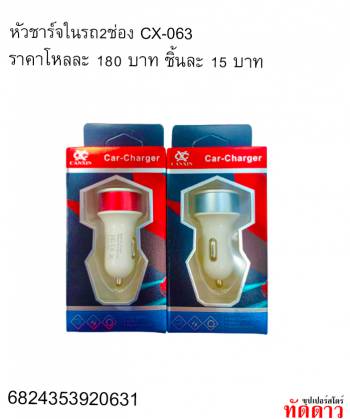 หัวชาร์จในรถ2ช่อง CX-063
ราคาโหลละ 180 บาท ชิ้นละ 15 บาท
CANXIN
Car-Charger
CANXIN
Car-Charger
6824353920631
ซุปเปอร์สโตร์
ทัดดาว